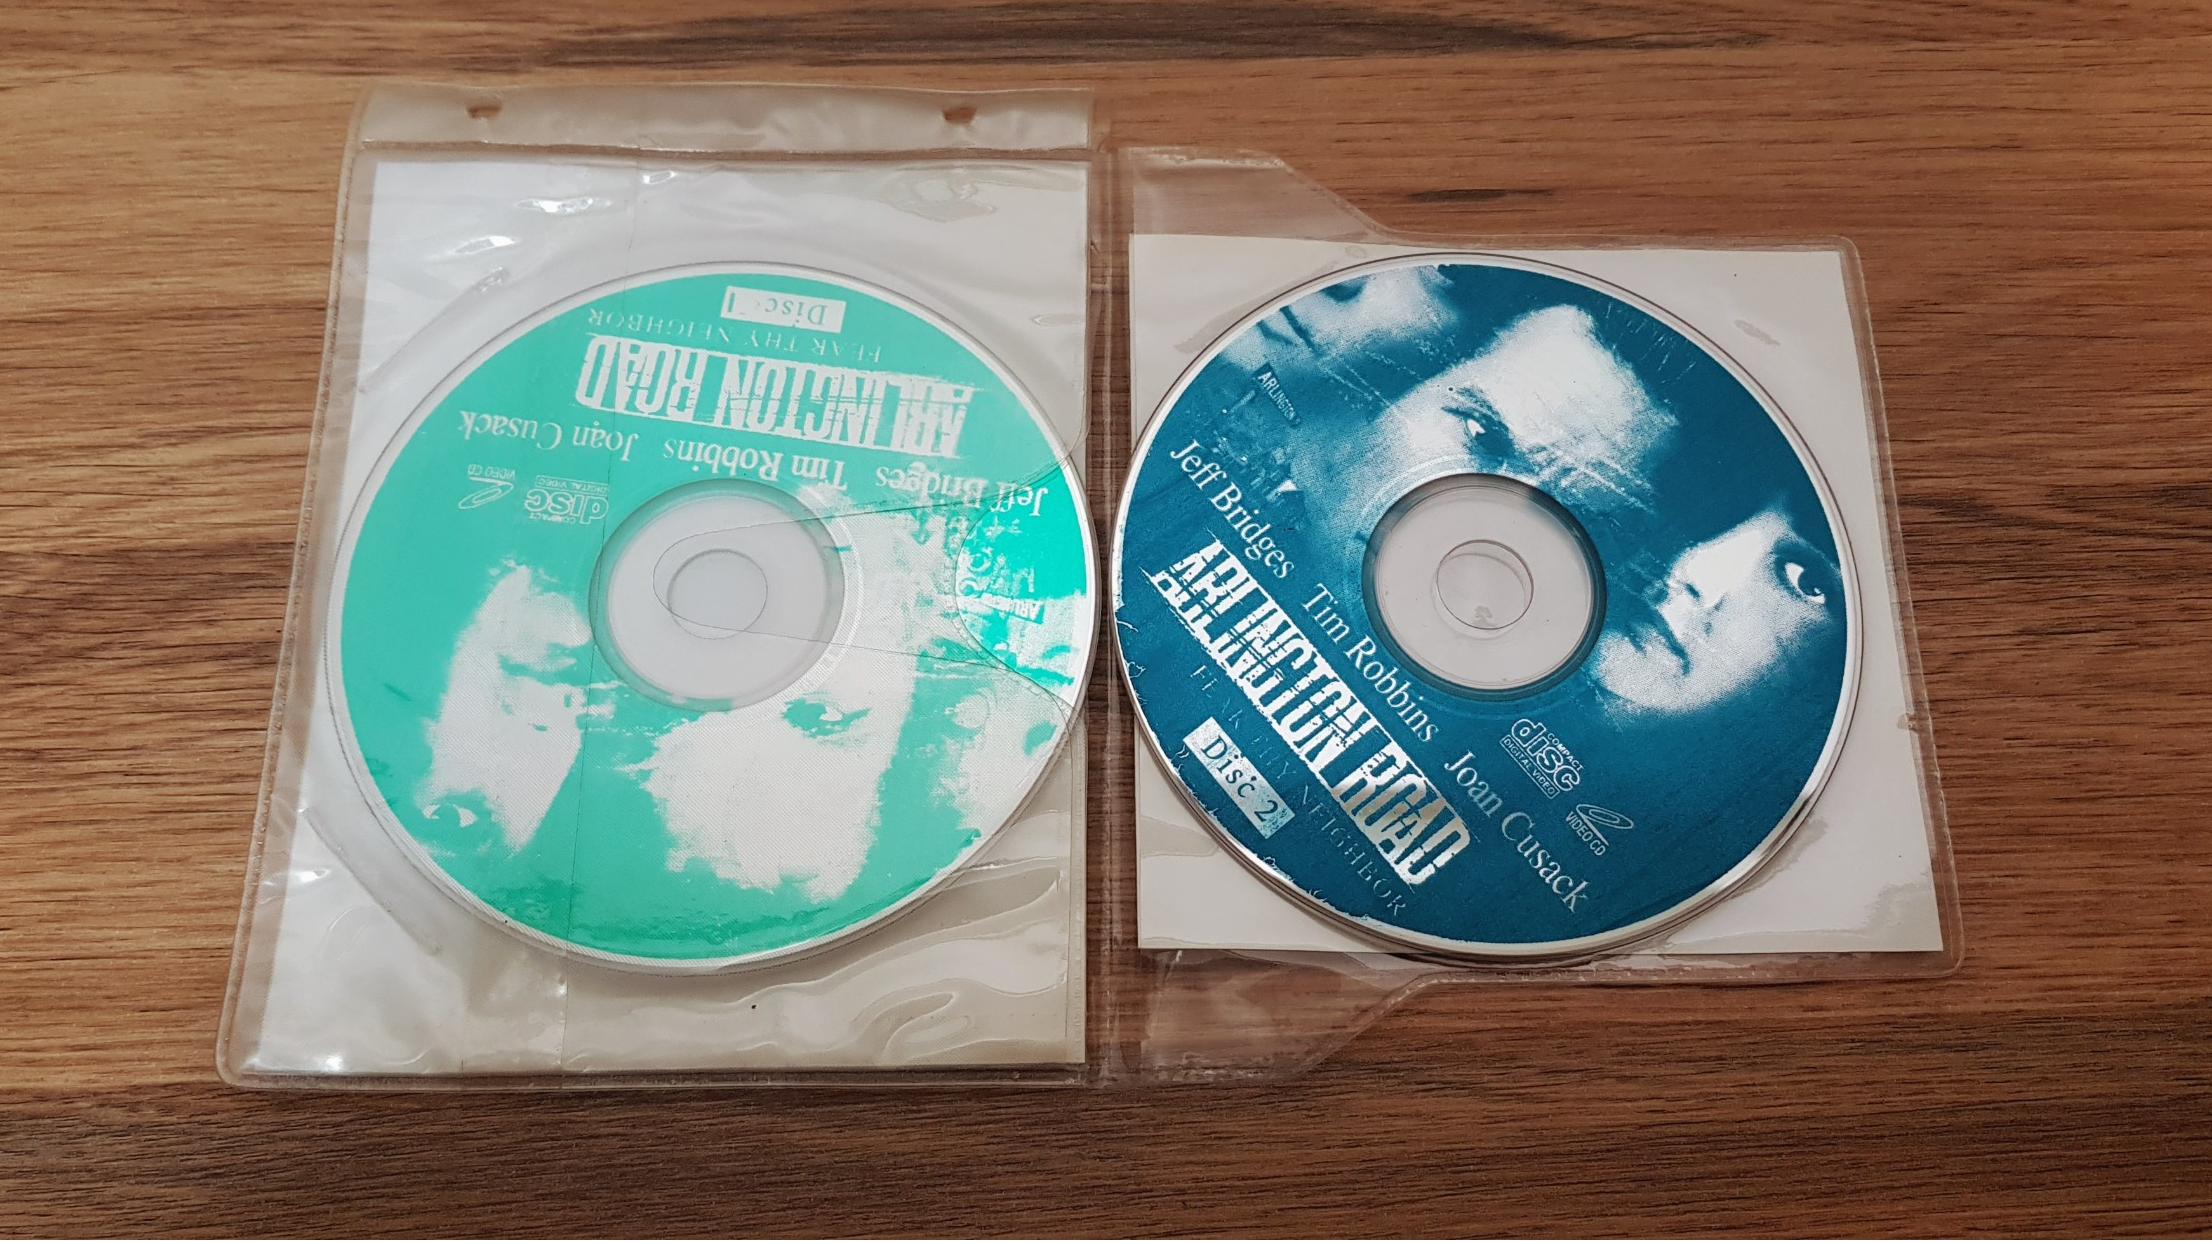 Jeff Bridges Tim Robbins Joan Cusack
ARLINGTON ROAD
FEAR THY NEIGHBOR
Disc 1
COMPACT
disc
DIGITAL VIDEO
VIDEO CD
ARLINGTON
Jeff Bridges Tim Robbins Joan Cusack
ARLINGTON ROAD
FEAR THY NEIGHBOR
Disc 2
COMPACT
disc
DIGITAL VIDEO
VIDEO CD